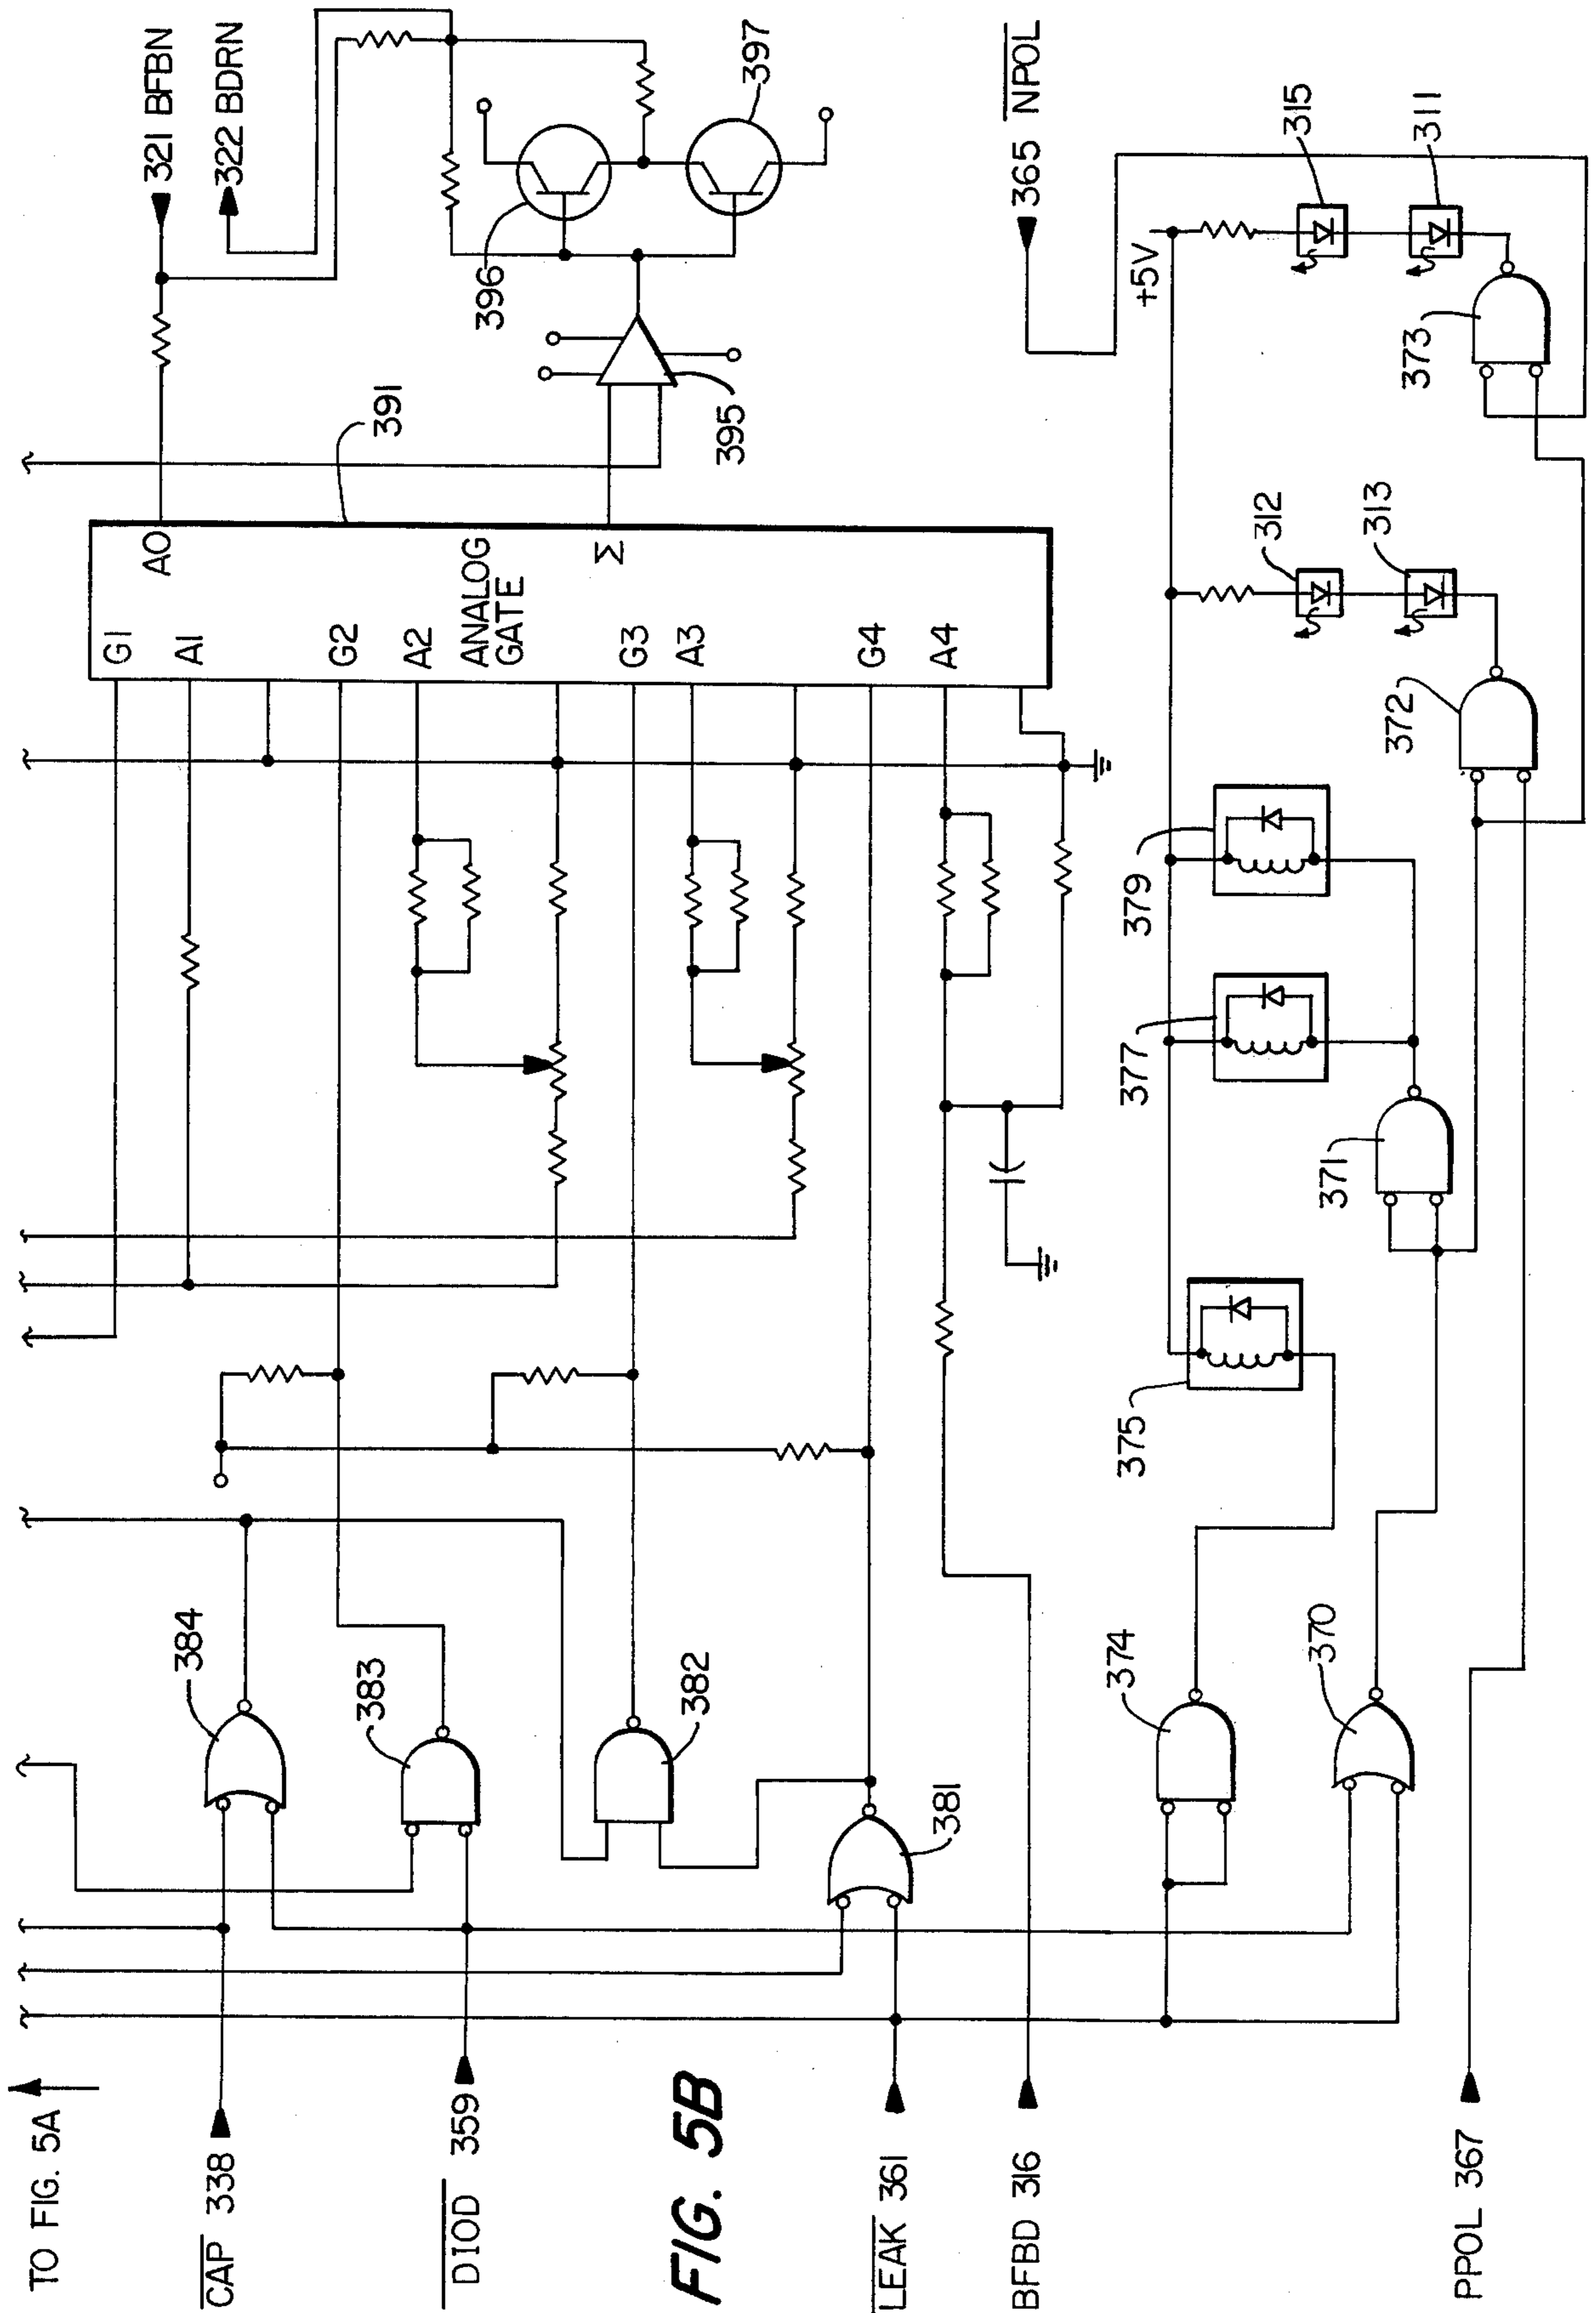 321 BFBN
322 BDRN
397
396
395
391
A0
G1
A1
G2
A2
ANALOG
GATE
G3
A3
G4
A4
Σ
365 NPOL
+5V
315
311
373
312
313
372
379
377
371
375
384
383
382
381
374
370
TO FIG. 5A
CAP 338
DIOD 359
FIG. 5B
LEAK 361
BFBD 316
PPOL 367